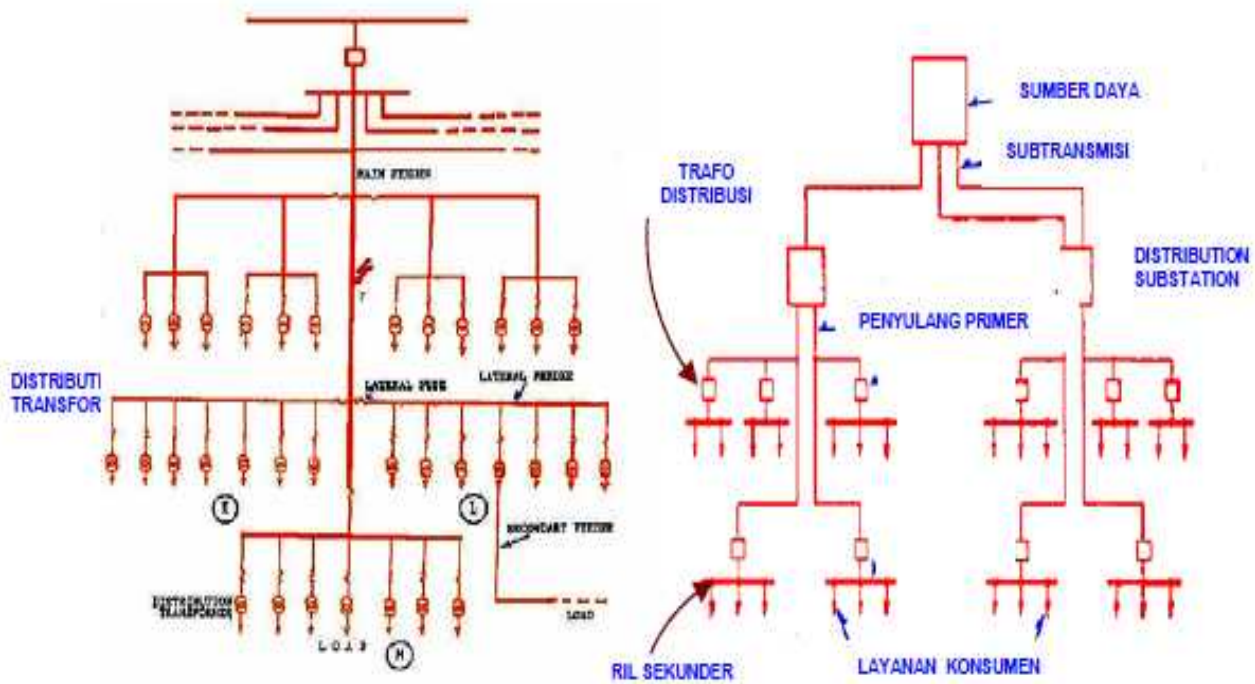 MAIN FEEDER
DISTRIBUTI
TRANSFOR
LATERAL FUSE
LATERAL FEEDER
K
L
SECONDARY FEEDER
DISTRIBUTION
TRANSFORMER
LOAD
LOAD
M
SUMBER DAYA
SUBTRANSMISI
TRAFO
DISTRIBUSI
DISTRIBUTION
SUBSTATION
PENYULANG PRIMER
RIL SEKUNDER
LAYANAN KONSUMEN